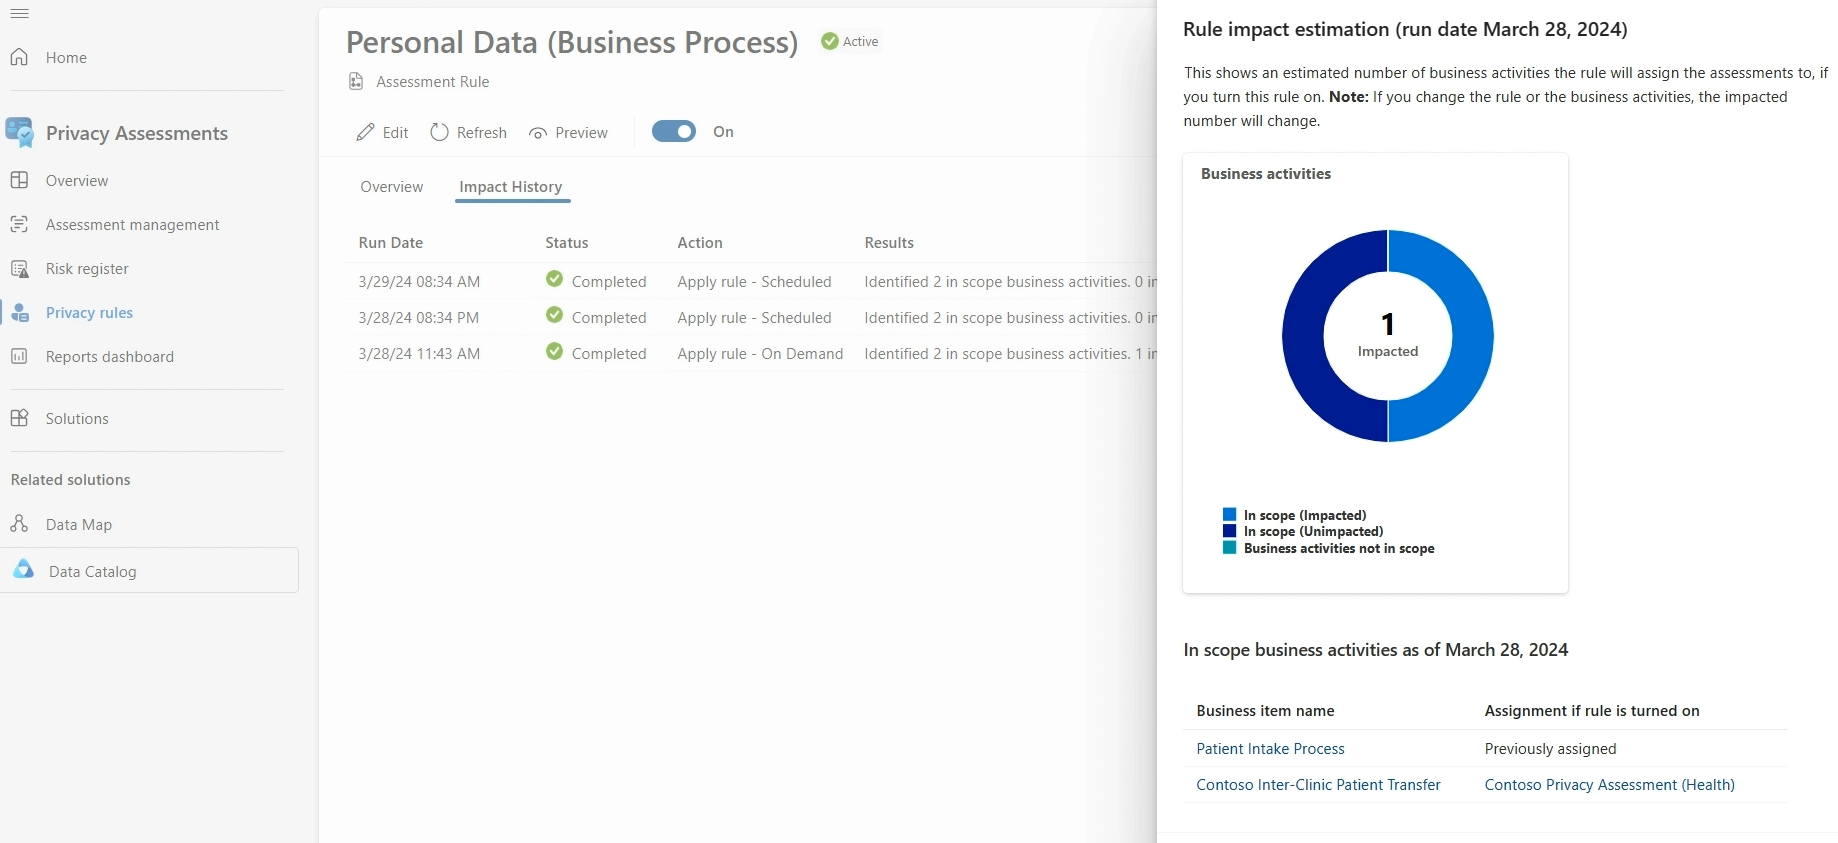 Home
Privacy Assessments
Overview
Assessment management
Risk register
Privacy rules
Reports dashboard
Solutions
Related solutions
Data Map
Data Catalog
Personal Data (Business Process)
Active
Assessment Rule
Edit Refresh Preview On
Overview Impact History
Run Date Status Action Results
3/29/24 08:34 AM Completed Apply rule - Scheduled Identified 2 in scope business activities. 0 in
3/28/24 08:34 PM Completed Apply rule - Scheduled Identified 2 in scope business activities. 0 in
3/28/24 11:43 AM Completed Apply rule - On Demand Identified 2 in scope business activities. 1 in
Rule impact estimation (run date March 28, 2024)
This shows an estimated number of business activities the rule will assign the assessments to, if
you turn this rule on. Note: If you change the rule or the business activities, the impacted
number will change.
Business activities
1
Impacted
In scope (Impacted)
In scope (Unimpacted)
Business activities not in scope
In scope business activities as of March 28, 2024
Business item name Assignment if rule is turned on
Patient Intake Process Previously assigned
Contoso Inter-Clinic Patient Transfer Contoso Privacy Assessment (Health)